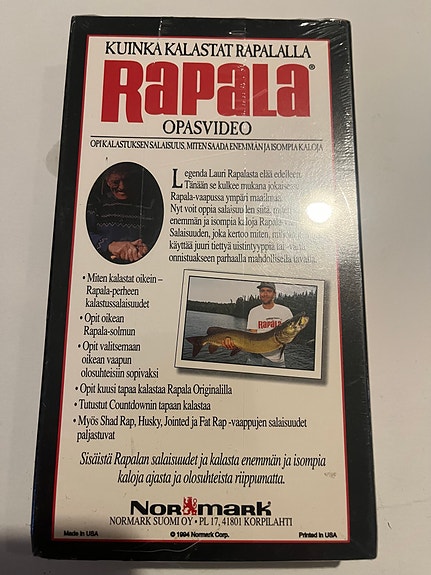 KUINKA KALASTAT RAPALALLA
Rapala®
OPASVIDEO
OPI KALASTUKSEN SALAISUUS, MITEN SAADA ENEMMÄN JA ISOMPIA KALOJA
Legenda Lauri Rapalasta elää edelleen.
Tänään se kulkee mukana jokaisessa
Rapala-vaapussa ympäri maailmaa.
Nyt voit oppia salaisuuden siitä, miten
enemmän ja isompia kaloja Rapala
Salaisuuden, joka kertoo miten,
käyttää juuri tiettyä uistintyyppiä
onnistuakseen parhaalla mahdollisella tavalla.
• Miten kalastat oikein –
Rapala-perheen
kalastussalaisuudet
• Opit oikean
Rapala-solmun
• Opit valitsemaan
oikean vaapun
olosuhteisiin sopivaksi
RAPALA
• Opit kuusi tapaa kalastaa Rapala Originalilla
• Tutustut Countdownin tapaan kalastaa
• Myös Shad Rap, Husky, Jointed ja Fat Rap -vaappujen salaisuudet
paljastuvat
Sisäistä Rapalan salaisuudet ja kalasta enemmän ja isompia
kaloja ajasta ja olosuhteista riippumatta.
Normark
NORMARK SUOMI OY • PL 17, 41801 KORPILAHTI
Made in USA
© 1994 Normark Corp.
Printed in USA